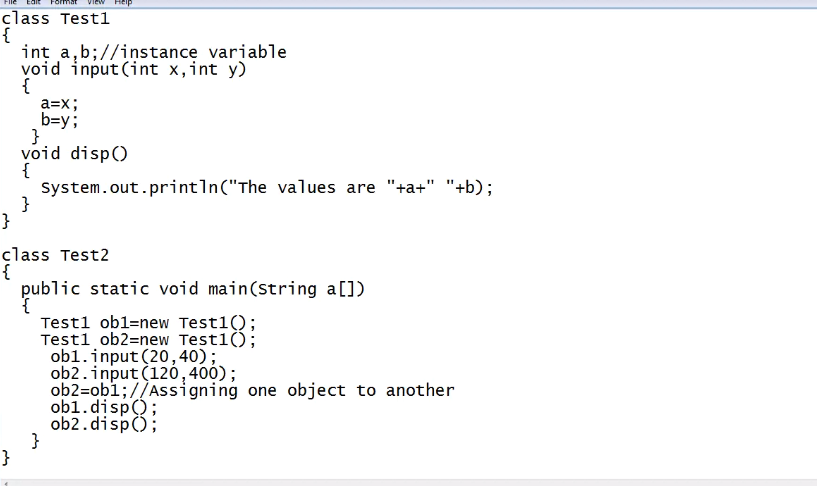 File Edit Format View Help
class Test1
{
int a,b;//instance variable
void input(int x,int y)
{
a=x;
b=y;
}
void disp()
{
System.out.println("The values are "+a+" "+b);
}
}
class Test2
{
public static void main(String a[])
{
Test1 ob1=new Test1();
Test1 ob2=new Test1();
ob1.input(20,40);
ob2.input(120,400);
ob2=ob1;//Assigning one object to another
ob1.disp();
ob2.disp();
}
}